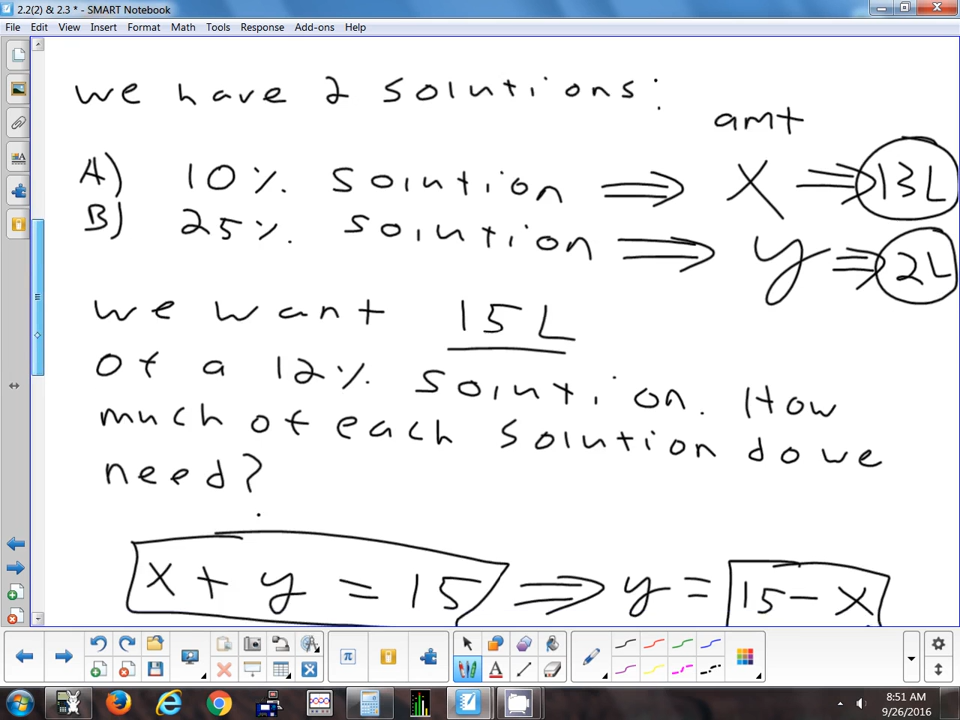 2.2(2) & 2.3 * - SMART Notebook
File Edit View Insert Format Math Tools Response Add-ons Help
we have 2 solutions:
amt
A) 10% solution ⇒ x ⇒ 13L
B) 25% solution ⇒ y ⇒ 2L
we want 15L
of a 12% solution. How
much of each solution do we
need?
x + y = 15 ⇒ y = 15 - x
8:51 AM
9/26/2016